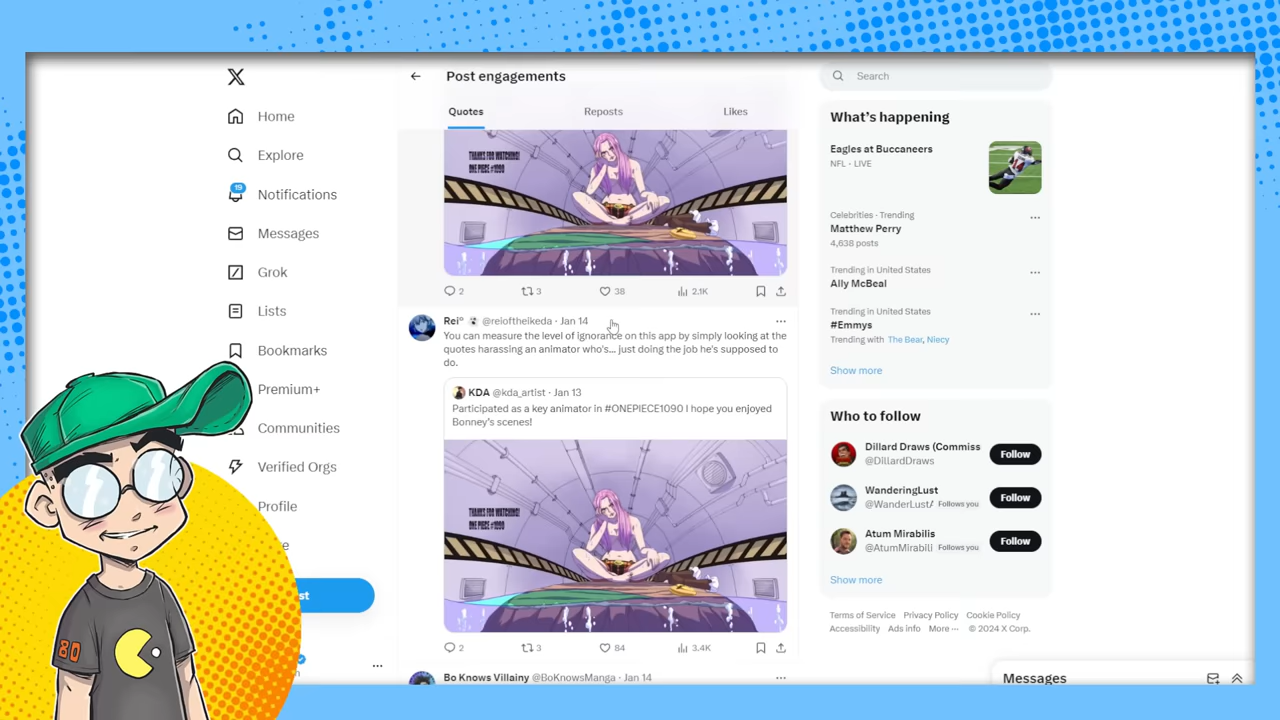 Home
Explore
19
Notifications
Messages
Grok
Lists
Bookmarks
Premium+
Communities
Verified Orgs
Profile
Post engagements
Quotes
Reposts
Likes
THANKS FOR WATCHING!
ONE PIECE #1090
2
3
38
2.1K
Rei° @reioftheikeda · Jan 14
You can measure the level of ignorance on this app by simply looking at the
quotes harassing an animator who's... just doing the job he's supposed to
do.
KDA @kda_artist · Jan 13
Participated as a key animator in #ONEPIECE1090 I hope you enjoyed
Bonney's scenes!
THANKS FOR WATCHING!
ONE PIECE #1090
2
3
84
3.4K
Bo Knows Villainy @BoKnowsManga · Jan 14
Search
What's happening
Eagles at Buccaneers
NFL · LIVE
Celebrities · Trending
Matthew Perry
4,638 posts
Trending in United States
Ally McBeal
Trending in United States
#Emmys
Trending with The Bear, Niecy
Show more
Who to follow
Dillard Draws (Commiss
@DillardDraws
Follow
WanderingLust
@WanderLust/ Follows you
Follow
Atum Mirabilis
@AtumMirabili Follows you
Follow
Show more
Terms of Service Privacy Policy Cookie Policy
Accessibility Ads info More ··· © 2024 X Corp.
Messages
80